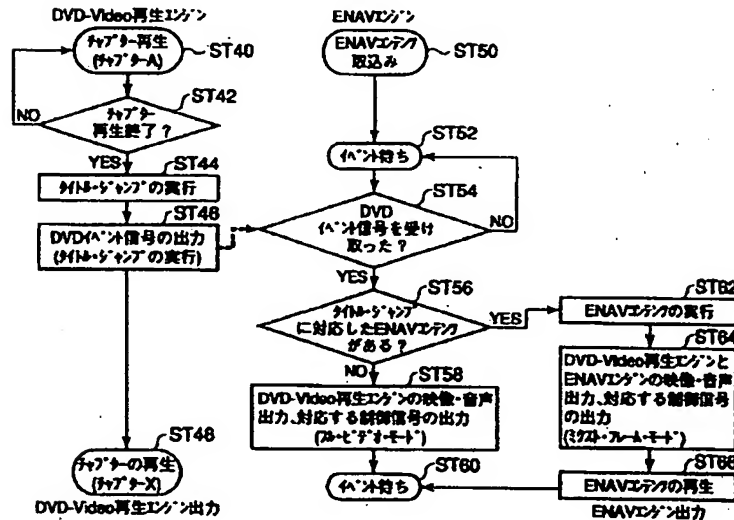 DVD-Video再生エンジン
チャプター再生
(チャプターA)
ST40
ST42
チャプター
再生終了?
NO
YES
ST44
タイトル・ジャンプの実行
ST46
DVDイベント信号の出力
(タイトル・ジャンプの実行)
ST48
チャプターの再生
(チャプターX)
DVD-Video再生エンジン出力
ENAVエンジン
ENAVコンテンツ
取込み
ST50
ST52
イベント待ち
ST54
DVD
イベント信号を受け
取った?
NO
YES
ST56
タイトル・ジャンプ
に対応したENAVコンテンツ
がある?
YES
NO
ST58
DVD-Video再生エンジンの映像・音声
出力、対応する制御信号の出力
(フル・ビデオ・モード)
ST60
イベント待ち
ST62
ENAVコンテンツの実行
ST64
DVD-Video再生エンジンと
ENAVエンジンの映像・音声
出力、対応する制御信号
の出力
(ミクスト・フレーム・モード)
ST66
ENAVコンテンツの再生
ENAVエンジン出力